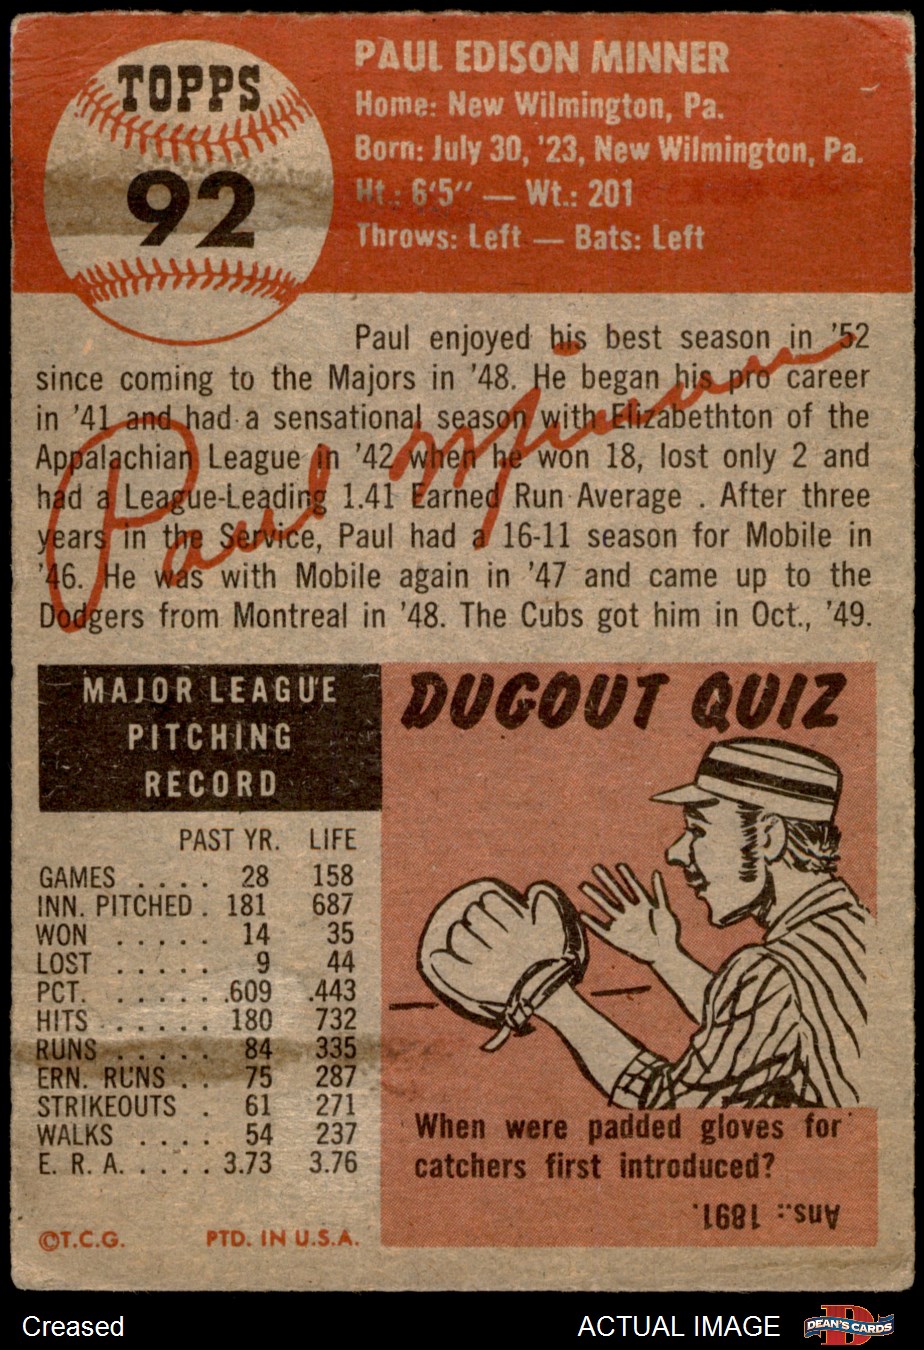 TOPPS
92
PAUL EDISON MINNER
Home: New Wilmington, Pa.
Born: July 30, '23, New Wilmington, Pa.
Ht.: 6'5" — Wt.: 201
Throws: Left — Bats: Left
Paul enjoyed his best season in '52
since coming to the Majors in '48. He began his pro career
in '41 and had a sensational season with Elizabethton of the
Appalachian League in '42 when he won 18, lost only 2 and
had a League-Leading 1.41 Earned Run Average . After three
years in the Service, Paul had a 16-11 season for Mobile in
'46. He was with Mobile again in '47 and came up to the
Dodgers from Montreal in '48. The Cubs got him in Oct., '49.
Paul Minner
MAJOR LEAGUE
PITCHING
RECORD
PAST YR. LIFE
GAMES . . . . 28 158
INN. PITCHED . 181 687
WON . . . . . 14 35
LOST . . . . . 9 44
PCT. . . . . . .609 .443
HITS . . . . . 180 732
RUNS . . . . . 84 335
ERN. RUNS . . 75 287
STRIKEOUTS . 61 271
WALKS . . . . 54 237
E. R. A. . . . . 3.73 3.76
©T.C.G. PTD. IN U.S.A.
DUGOUT QUIZ
When were padded gloves for
catchers first introduced?
Ans.: 1891.
Creased
ACTUAL IMAGE
D
DEAN'S CARDS